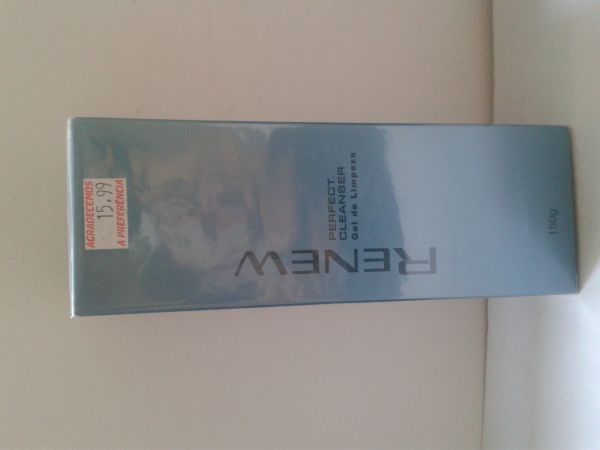 AGRADECEMOS
15,99
A PREFERÊNCIA
RENEW
PERFECT
CLEANSER
Gel de Limpeza
150g